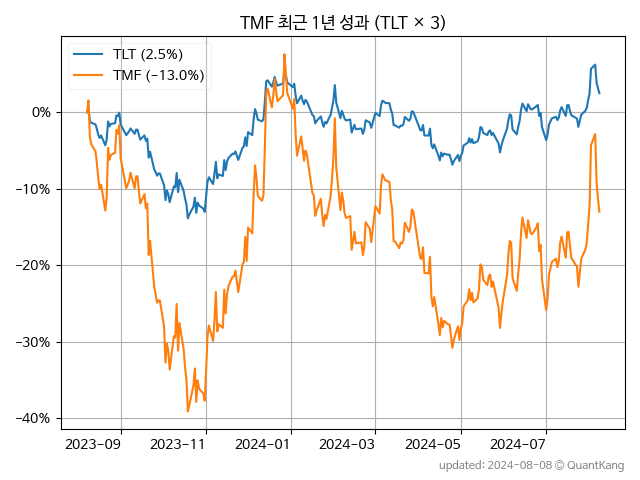 TMF 최근 1년 성과 (TLT × 3)
TLT (2.5%)
TMF (−13.0%)
0%
−10%
−20%
−30%
−40%
2023-09 2023-11 2024-01 2024-03 2024-05 2024-07
updated: 2024-08-08 © QuantKang